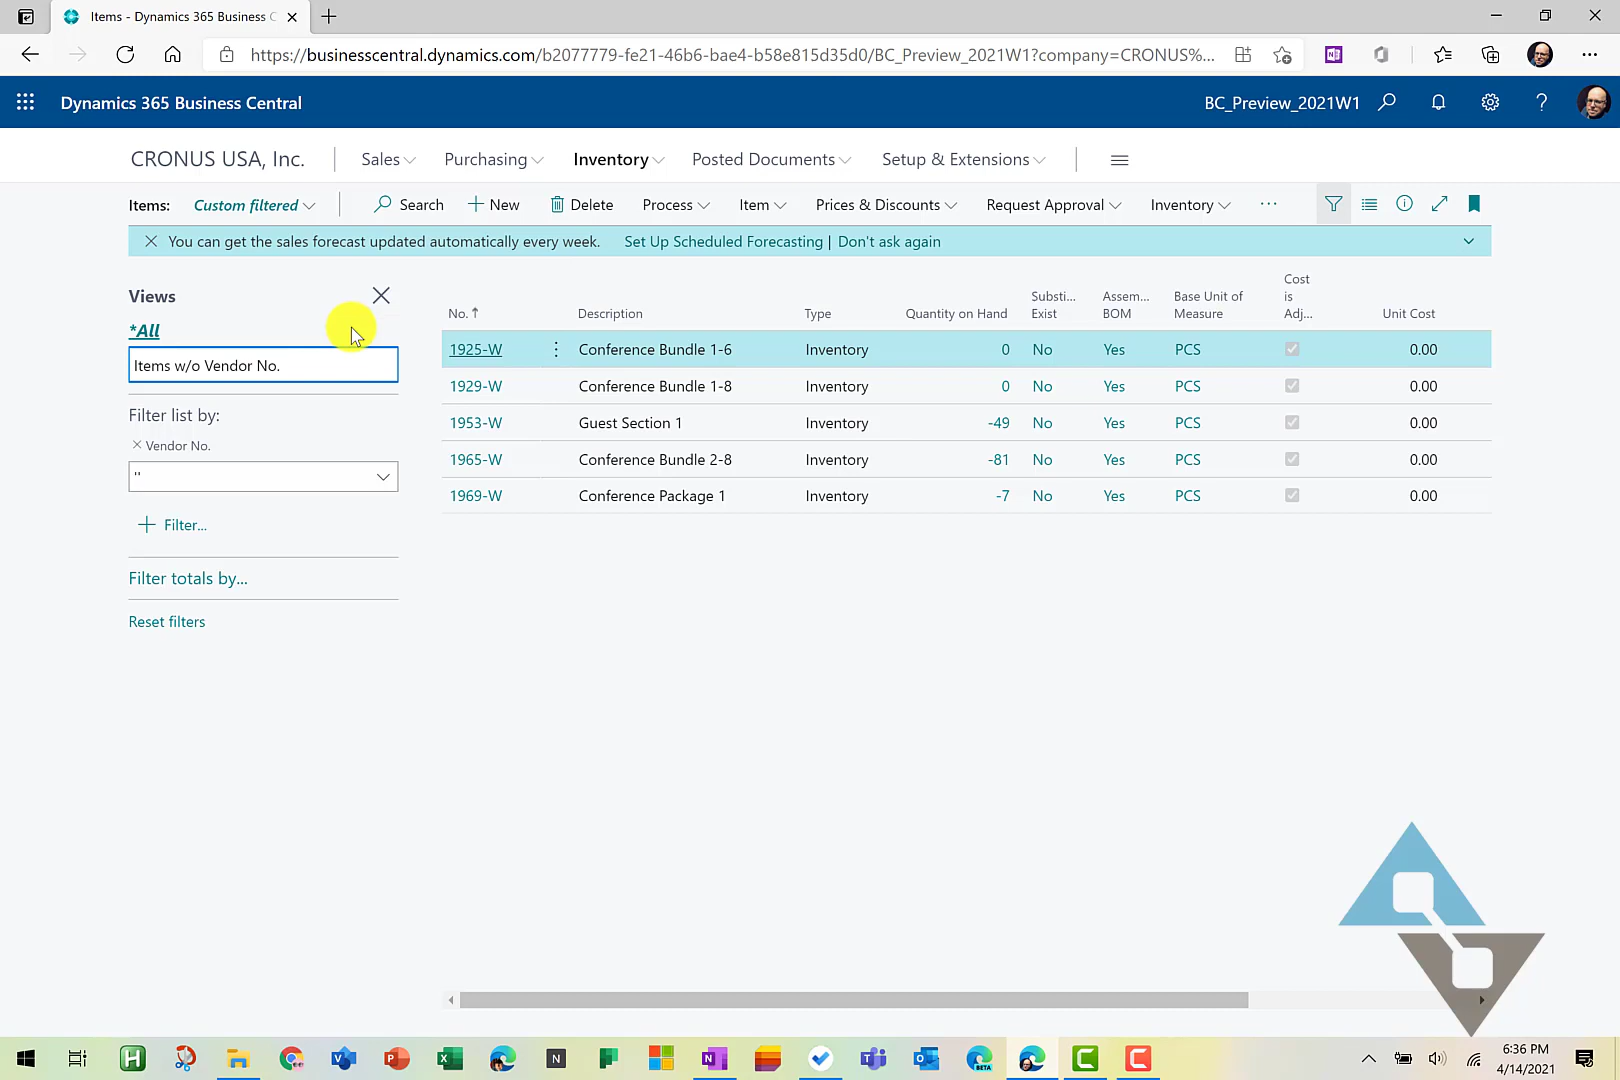 Items - Dynamics 365 Business C
https://businesscentral.dynamics.com/b2077779-fe21-46b6-bae4-b58e815d35d0/BC_Preview_2021W1?company=CRONUS%...
Dynamics 365 Business Central
BC_Preview_2021W1
CRONUS USA, Inc.
Sales
Purchasing
Inventory
Posted Documents
Setup & Extensions
Items:
Custom filtered
Search
New
Delete
Process
Item
Prices & Discounts
Request Approval
Inventory
You can get the sales forecast updated automatically every week. Set Up Scheduled Forecasting | Don't ask again
Views
*All
Items w/o Vendor No.
Filter list by:
Vendor No.
''
Filter...
Filter totals by...
Reset filters
No. Description Type Quantity on Hand Substi... Exist Assem... BOM Base Unit of Measure Cost is Adj... Unit Cost
1925-W Conference Bundle 1-6 Inventory 0 No Yes PCS 0.00
1929-W Conference Bundle 1-8 Inventory 0 No Yes PCS 0.00
1953-W Guest Section 1 Inventory -49 No Yes PCS 0.00
1965-W Conference Bundle 2-8 Inventory -81 No Yes PCS 0.00
1969-W Conference Package 1 Inventory -7 No Yes PCS 0.00
6:36 PM
4/14/2021